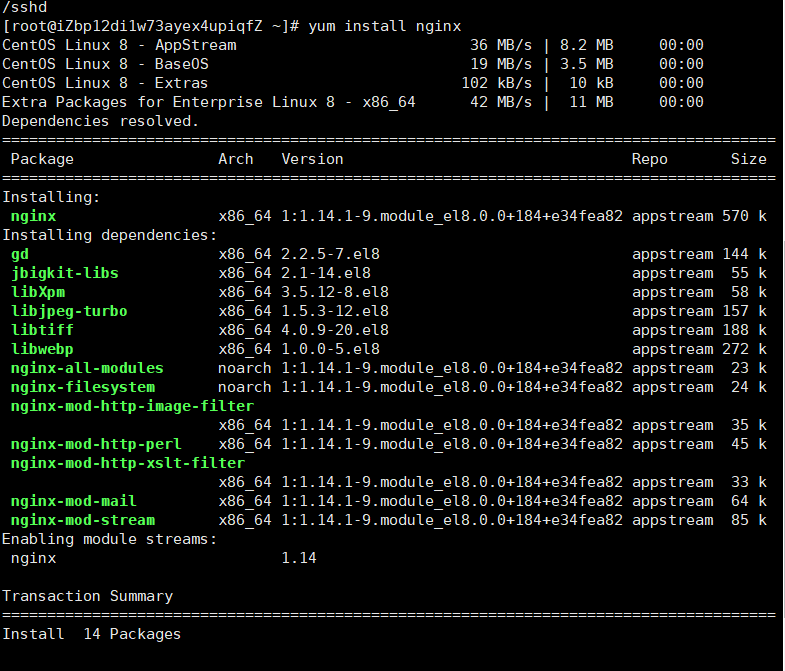 /sshd
[root@iZbp12di1w73ayex4upiqfZ ~]# yum install nginx
CentOS Linux 8 - AppStream                          36 MB/s | 8.2 MB     00:00
CentOS Linux 8 - BaseOS                             19 MB/s | 3.5 MB     00:00
CentOS Linux 8 - Extras                            102 kB/s |  10 kB     00:00
Extra Packages for Enterprise Linux 8 - x86_64      42 MB/s |  11 MB     00:00
Dependencies resolved.
======================================================================================
 Package                Arch   Version                                Repo       Size
======================================================================================
Installing:
 nginx                  x86_64 1:1.14.1-9.module_el8.0.0+184+e34fea82 appstream 570 k
Installing dependencies:
 gd                     x86_64 2.2.5-7.el8                            appstream 144 k
 jbigkit-libs           x86_64 2.1-14.el8                             appstream  55 k
 libXpm                 x86_64 3.5.12-8.el8                           appstream  58 k
 libjpeg-turbo          x86_64 1.5.3-12.el8                           appstream 157 k
 libtiff                x86_64 4.0.9-20.el8                           appstream 188 k
 libwebp                x86_64 1.0.0-5.el8                            appstream 272 k
 nginx-all-modules      noarch 1:1.14.1-9.module_el8.0.0+184+e34fea82 appstream  23 k
 nginx-filesystem       noarch 1:1.14.1-9.module_el8.0.0+184+e34fea82 appstream  24 k
 nginx-mod-http-image-filter
                        x86_64 1:1.14.1-9.module_el8.0.0+184+e34fea82 appstream  35 k
 nginx-mod-http-perl    x86_64 1:1.14.1-9.module_el8.0.0+184+e34fea82 appstream  45 k
 nginx-mod-http-xslt-filter
                        x86_64 1:1.14.1-9.module_el8.0.0+184+e34fea82 appstream  33 k
 nginx-mod-mail         x86_64 1:1.14.1-9.module_el8.0.0+184+e34fea82 appstream  64 k
 nginx-mod-stream       x86_64 1:1.14.1-9.module_el8.0.0+184+e34fea82 appstream  85 k
Enabling module streams:
 nginx                         1.14

Transaction Summary
======================================================================================
Install  14 Packages